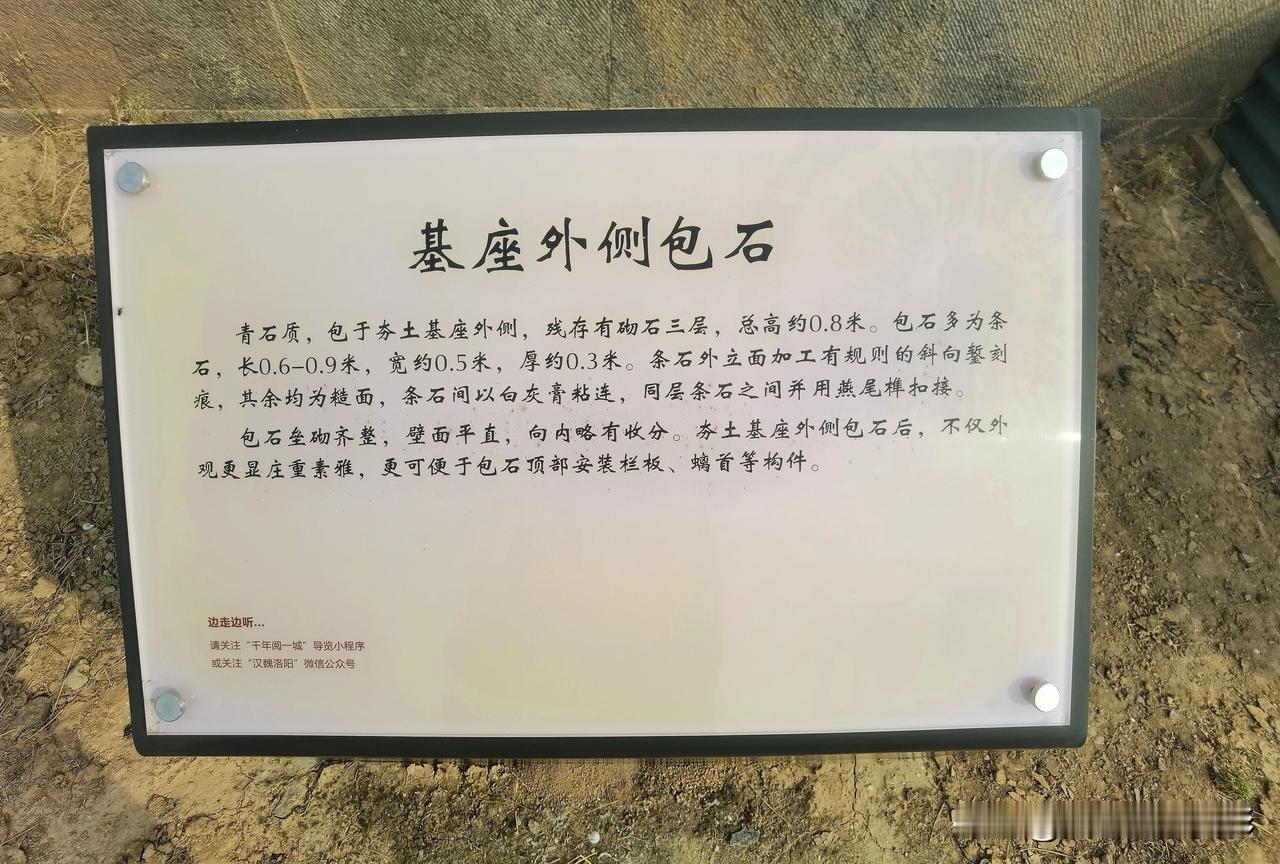 基座外侧包石
青石质，包于夯土基座外侧，残存有砌石三层，总高约0.8米。包石多为条
石，长0.6-0.9米，宽约0.5米，厚约0.3米。条石外立面加工有规则的斜向錾刻
痕，其余均为糙面，条石间以白灰膏粘连，同层条石之间并用燕尾榫扣接。
包石垒砌齐整，壁面平直，向内略有收分。夯土基座外侧包石后，不仅外
观更显庄重素雅，更可便于包石顶部安装栏板、螭首等构件。
边走边听...
请关注“千年阅一城”导览小程序
或关注“汉魏洛阳”微信公众号